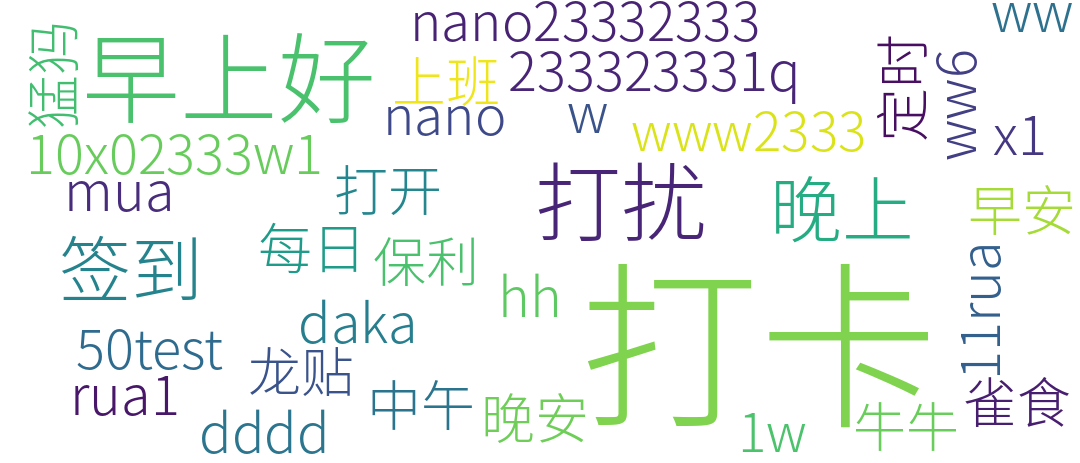 nano23332333
ww
早上好
猛犸
上班
233323331q
定时
ww6
nano
w
www2333
x1
10x02333w1
mua
打开
打扰
晚上
早安
签到
每日
保利
hh
打卡
111rua
daka
50test
龙贴
rua1
中午
晚安
雀食
dddd
1w
牛牛